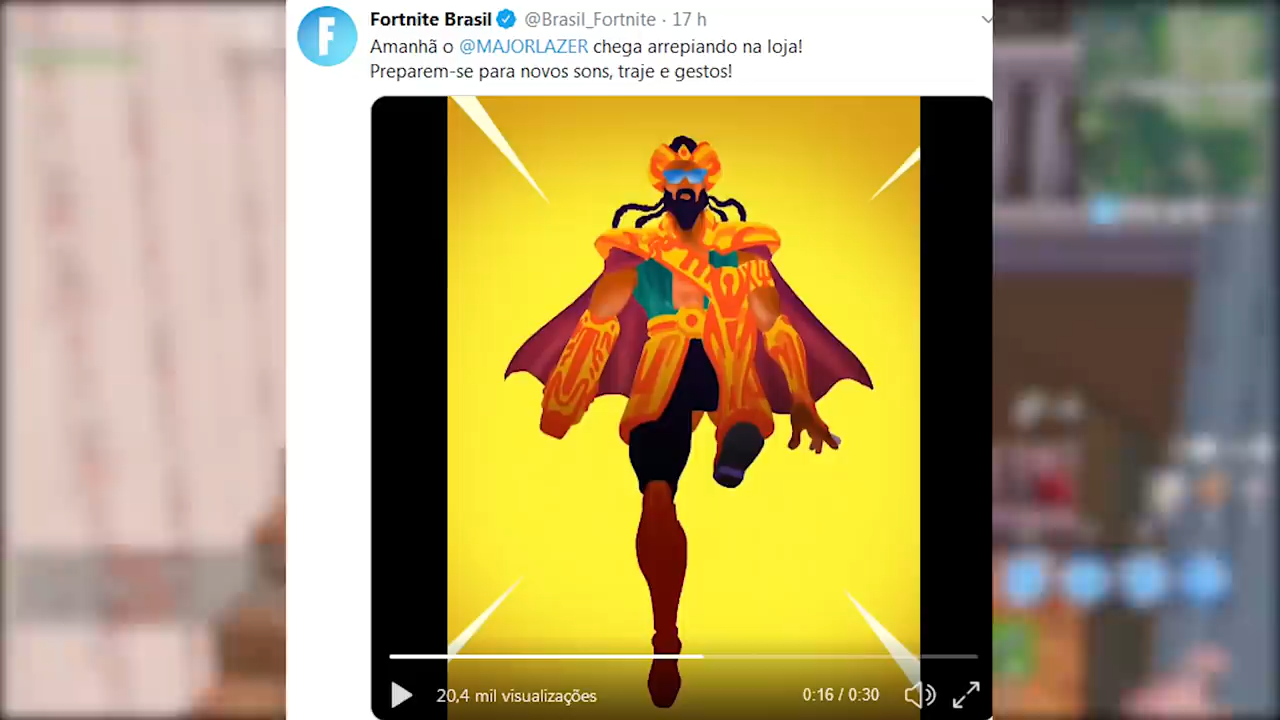 F
Fortnite Brasil @Brasil_Fortnite · 17 h
Amanhã o @MAJORLAZER chega arrepiando na loja!
Preparem-se para novos sons, traje e gestos!
20,4 mil visualizações
0:16 / 0:30